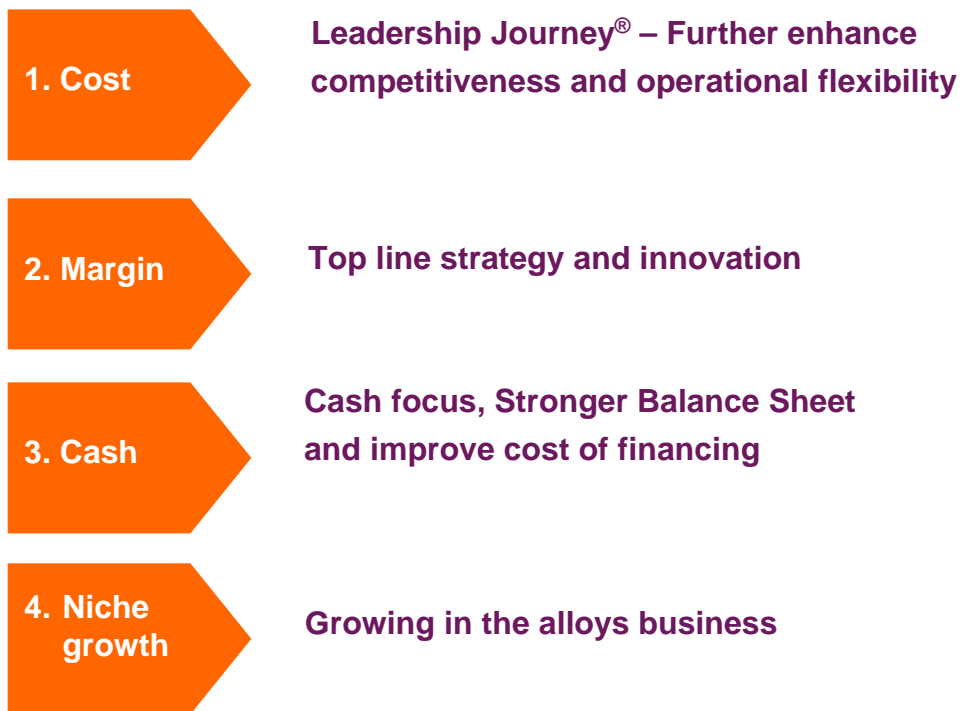 1. Cost
Leadership Journey® – Further enhance
competitiveness and operational flexibility
2. Margin
Top line strategy and innovation
3. Cash
Cash focus, Stronger Balance Sheet
and improve cost of financing
4. Niche
growth
Growing in the alloys business